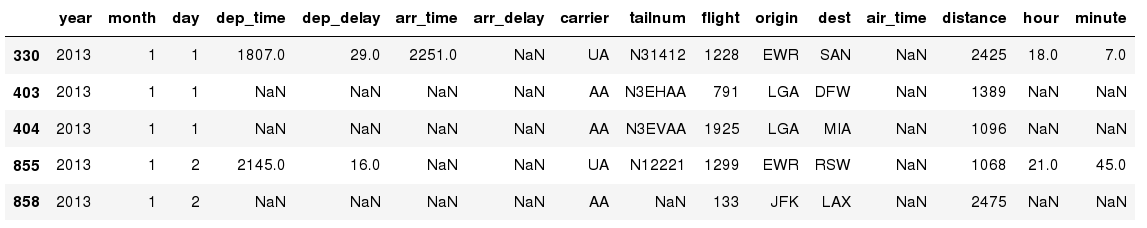 year month day dep_time dep_delay arr_time arr_delay carrier tailnum flight origin dest air_time distance hour minute
330 2013 1 1 1807.0 29.0 2251.0 NaN UA N31412 1228 EWR SAN NaN 2425 18.0 7.0
403 2013 1 1 NaN NaN NaN NaN AA N3EHAA 791 LGA DFW NaN 1389 NaN NaN
404 2013 1 1 NaN NaN NaN NaN AA N3EVAA 1925 LGA MIA NaN 1096 NaN NaN
855 2013 1 2 2145.0 16.0 NaN NaN UA N12221 1299 EWR RSW NaN 1068 21.0 45.0
858 2013 1 2 NaN NaN NaN NaN AA NaN 133 JFK LAX NaN 2475 NaN NaN